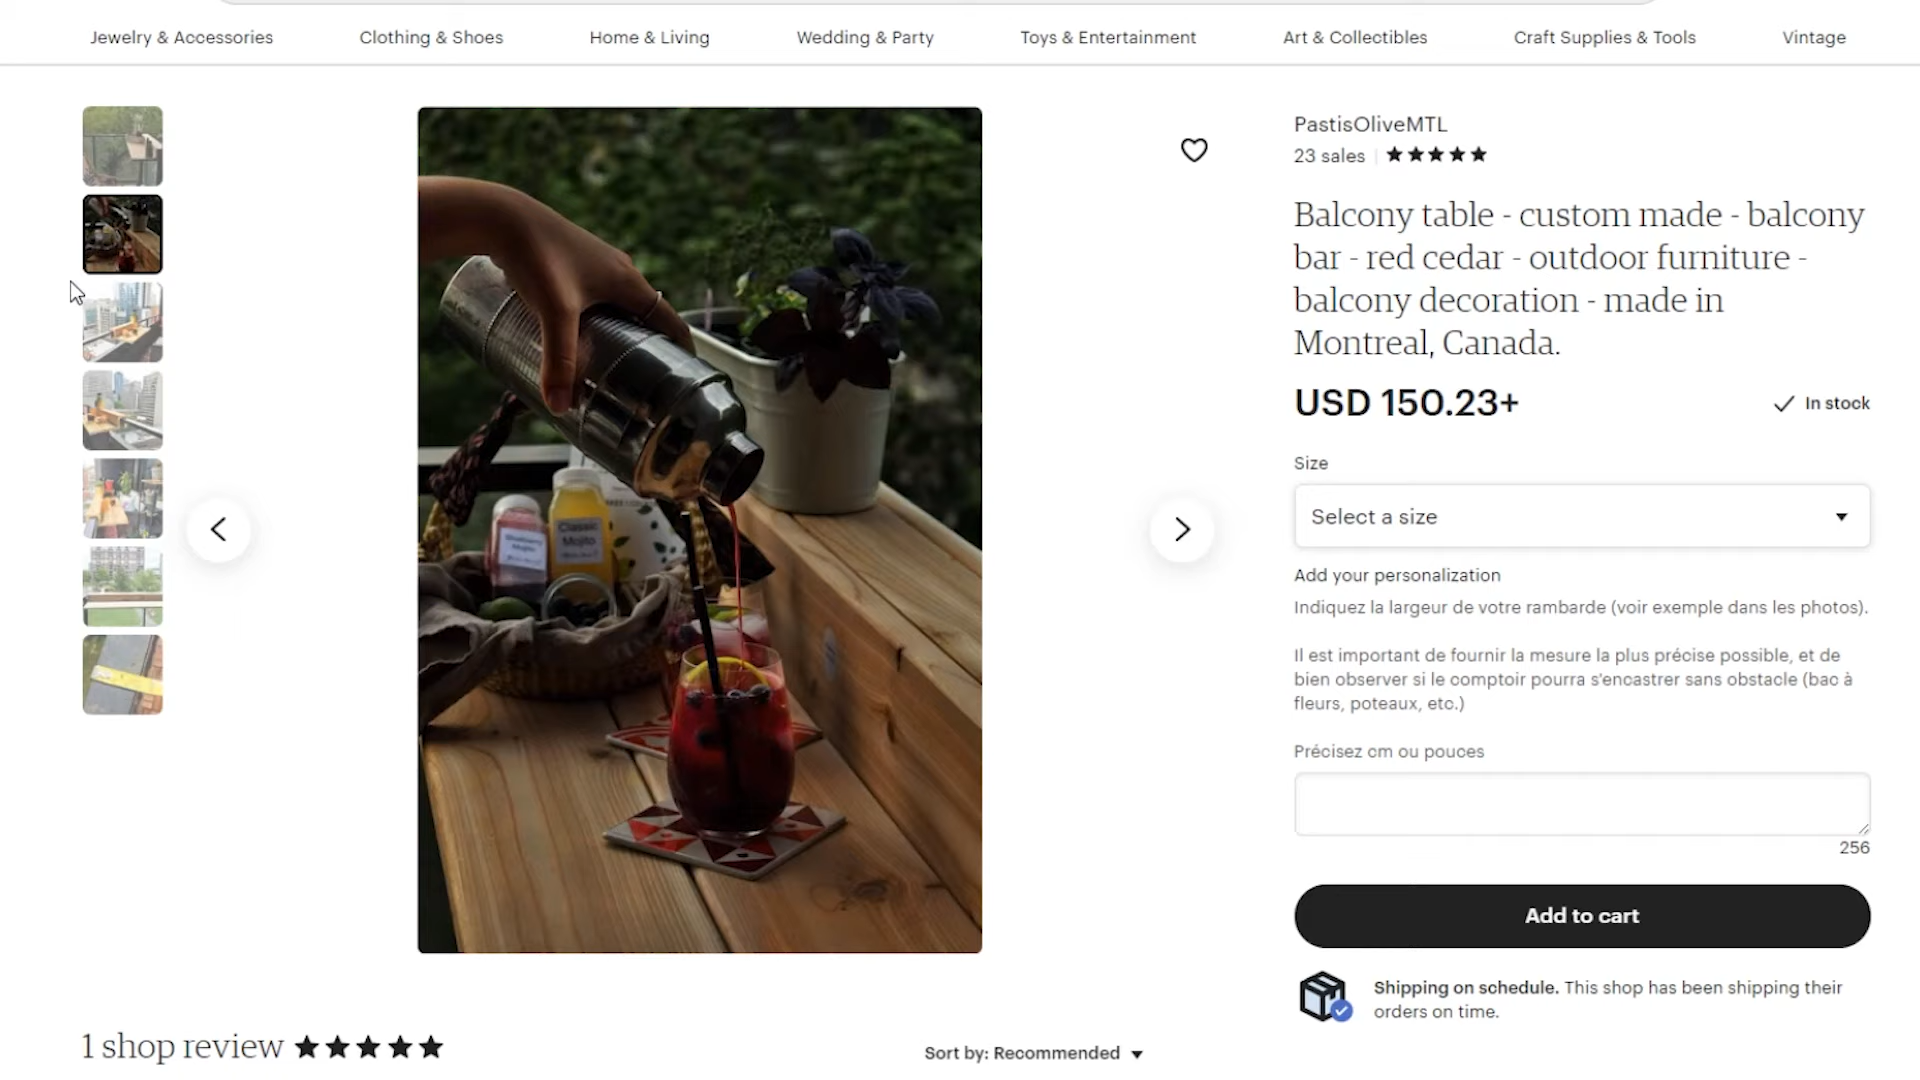 Jewelry & Accessories
Clothing & Shoes
Home & Living
Wedding & Party
Toys & Entertainment
Art & Collectibles
Craft Supplies & Tools
Vintage
PastisOliveMTL
23 sales
Balcony table - custom made - balcony
bar - red cedar - outdoor furniture -
balcony decoration - made in
Montreal, Canada.
USD 150.23+
In stock
Size
Select a size
Add your personalization
Indiquez la largeur de votre rambarde (voir exemple dans les photos).
Il est important de fournir la mesure la plus précise possible, et de
bien observer si le comptoir pourra s'encastrer sans obstacle (bac à
fleurs, poteaux, etc.)
Précisez cm ou pouces
256
Add to cart
Shipping on schedule. This shop has been shipping their
orders on time.
Classic
Mojito
Mojito
1 shop review
Sort by: Recommended